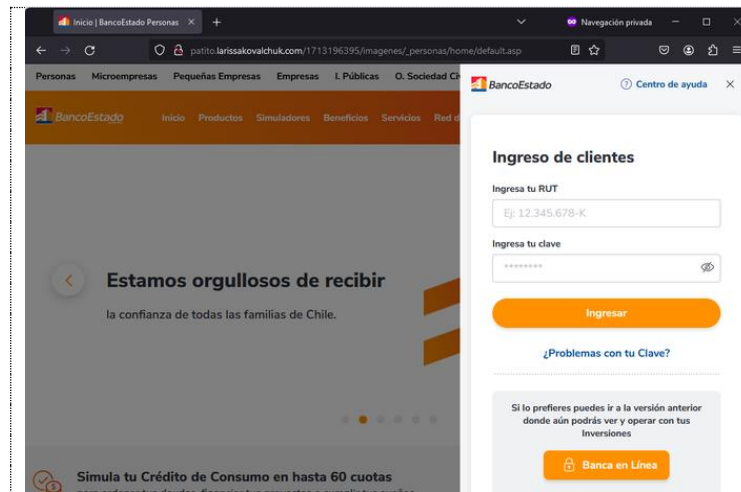 Inicio | BancoEstado Personas
Navegación privada
patito.larissakovalchuk.com/1713196395/imagenes/_personas/home/default.asp
Personas Microempresas Pequeñas Empresas Empresas I. Públicas O. Sociedad Civ
BancoEstado Inicio Productos Simuladores Beneficios Servicios Red d
Estamos orgullosos de recibir
la confianza de todas las familias de Chile.
Simula tu Crédito de Consumo en hasta 60 cuotas
BancoEstado
Centro de ayuda
Ingreso de clientes
Ingresa tu RUT
Ej: 12.345.678-K
Ingresa tu clave
********
Ingresar
¿Problemas con tu Clave?
Si lo prefieres puedes ir a la versión anterior
donde aún podrás ver y operar con tus
Inversiones
Banca en Línea